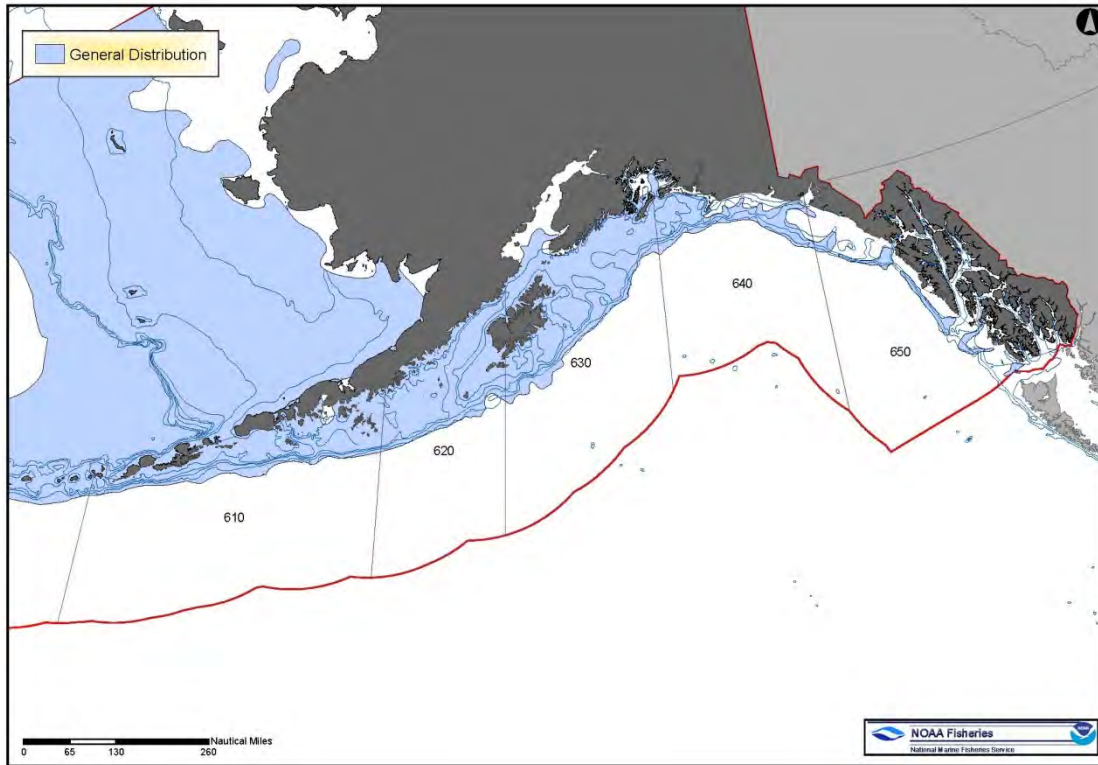 General Distribution
640
650
630
620
610
Nautical Miles
0 65 130 260
NOAA Fisheries
National Marine Fisheries Service